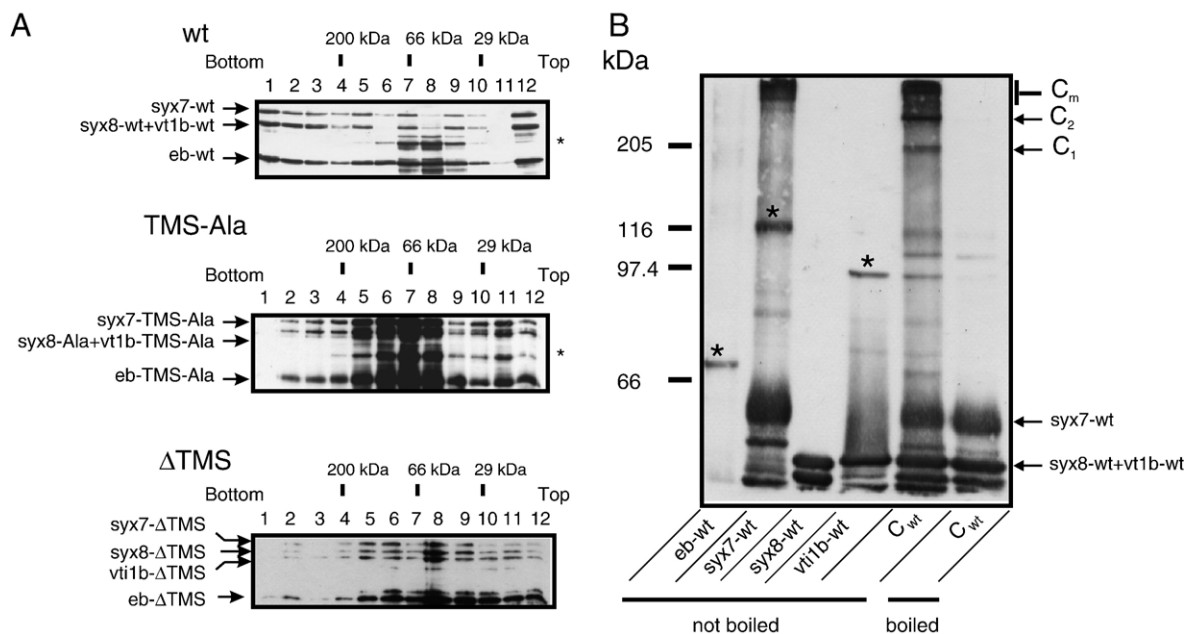 A
wt
200 kDa 66 kDa 29 kDa
Bottom Top
1 2 3 4 5 6 7 8 9 10 11 12
syx7-wt
syx8-wt+vt1b-wt
*
eb-wt
TMS-Ala
200 kDa 66 kDa 29 kDa
Bottom Top
1 2 3 4 5 6 7 8 9 10 11 12
syx7-TMS-Ala
syx8-Ala+vt1b-TMS-Ala
*
eb-TMS-Ala
ΔTMS
200 kDa 66 kDa 29 kDa
Bottom Top
1 2 3 4 5 6 7 8 9 10 11 12
syx7-ΔTMS
syx8-ΔTMS
vti1b-ΔTMS
eb-ΔTMS
B
kDa
Cm
C2
205
C1
*
116
*
97.4
*
66
syx7-wt
syx8-wt+vt1b-wt
eb-wt
syx7-wt
syx8-wt
vti1b-wt
Cwt
Cwt
not boiled
boiled